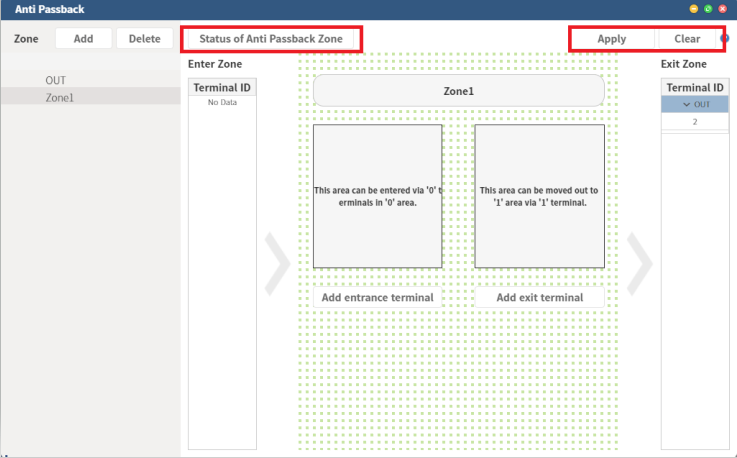 Anti Passback
Zone
Add
Delete
Status of Anti Passback Zone
Apply
Clear
OUT
Zone1
Enter Zone
Terminal ID
No Data
Zone1
This area can be entered via '0' t
erminals in '0' area.
This area can be moved out to
'1' area via '1' terminal.
Add entrance terminal
Add exit terminal
Exit Zone
Terminal ID
OUT
2